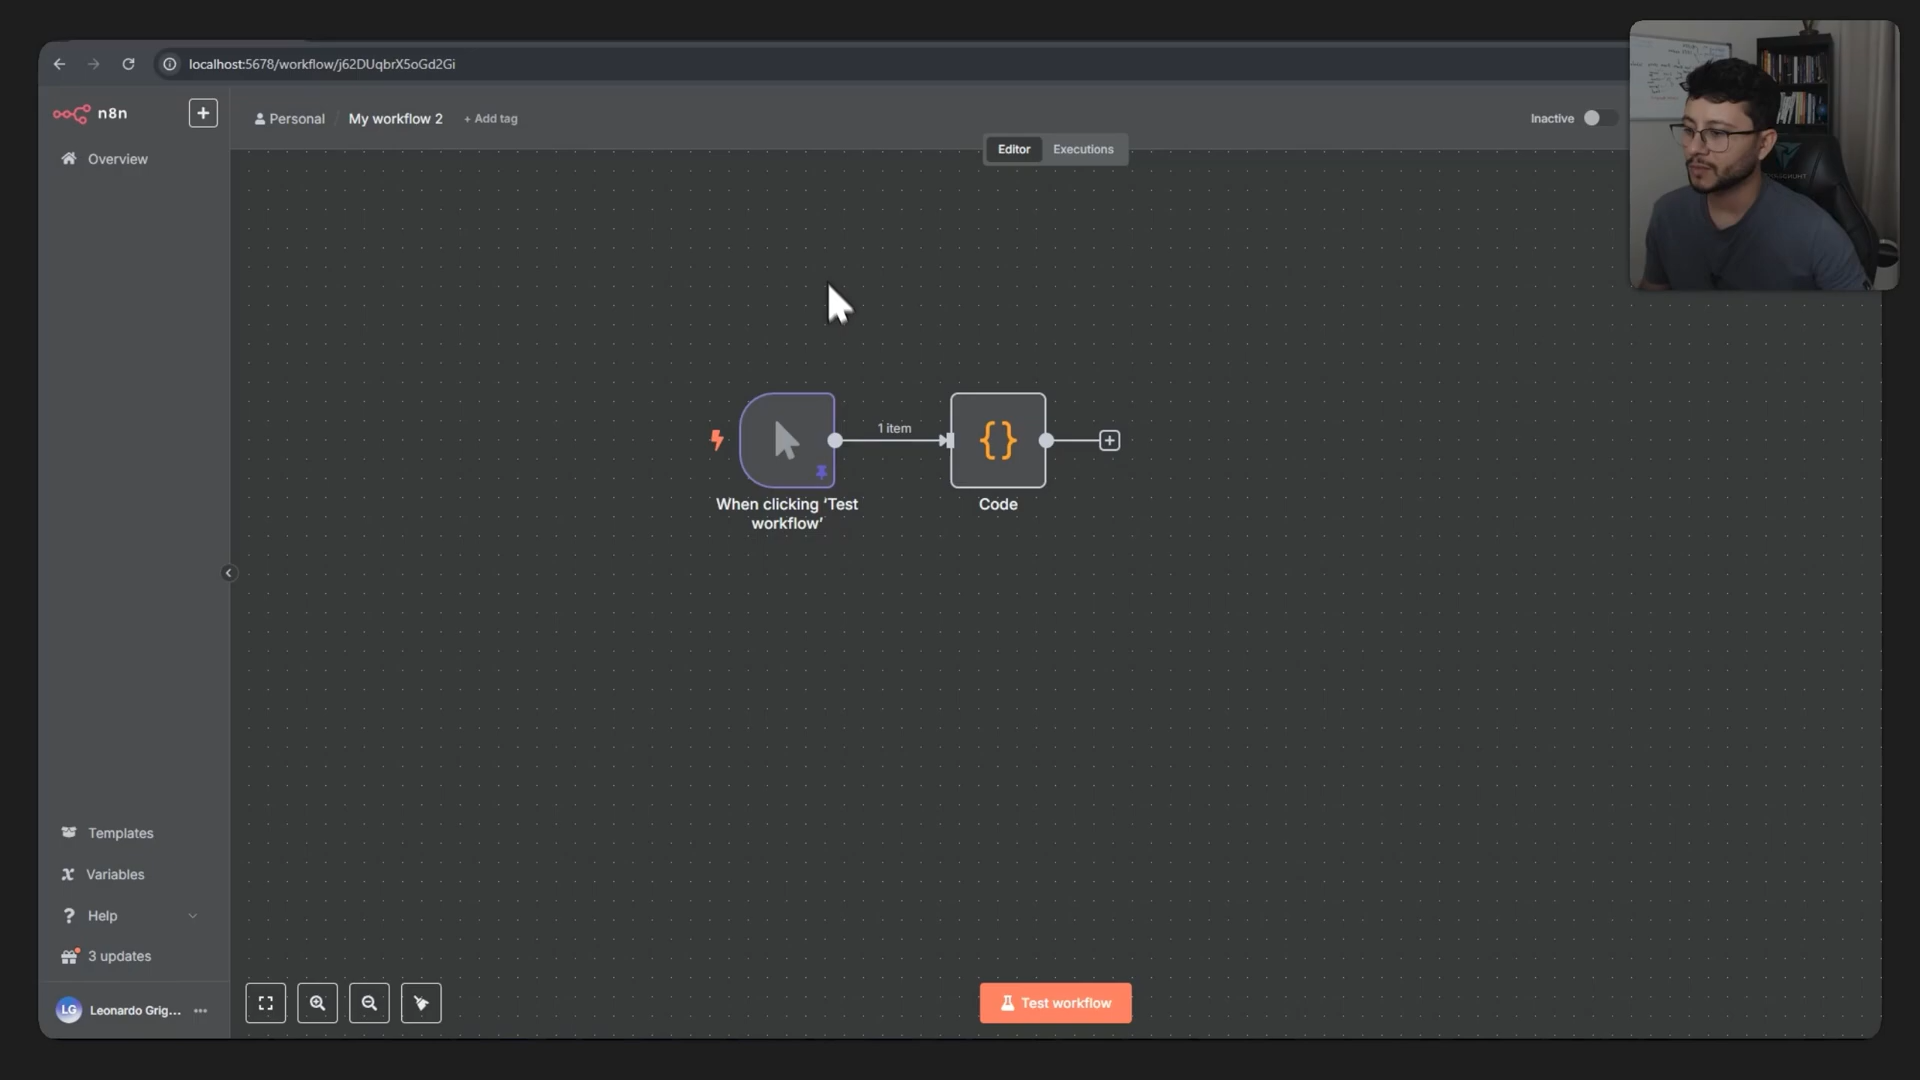 localhost:5678/workflow/j62DUqbrX5oGd2Gi
n8n
Personal / My workflow 2 + Add tag
Inactive
Editor Executions
Overview
1 item
{}
When clicking ‘Test
workflow’
Code
Templates
Variables
Help
3 updates
LG Leonardo Grig... 
Test workflow